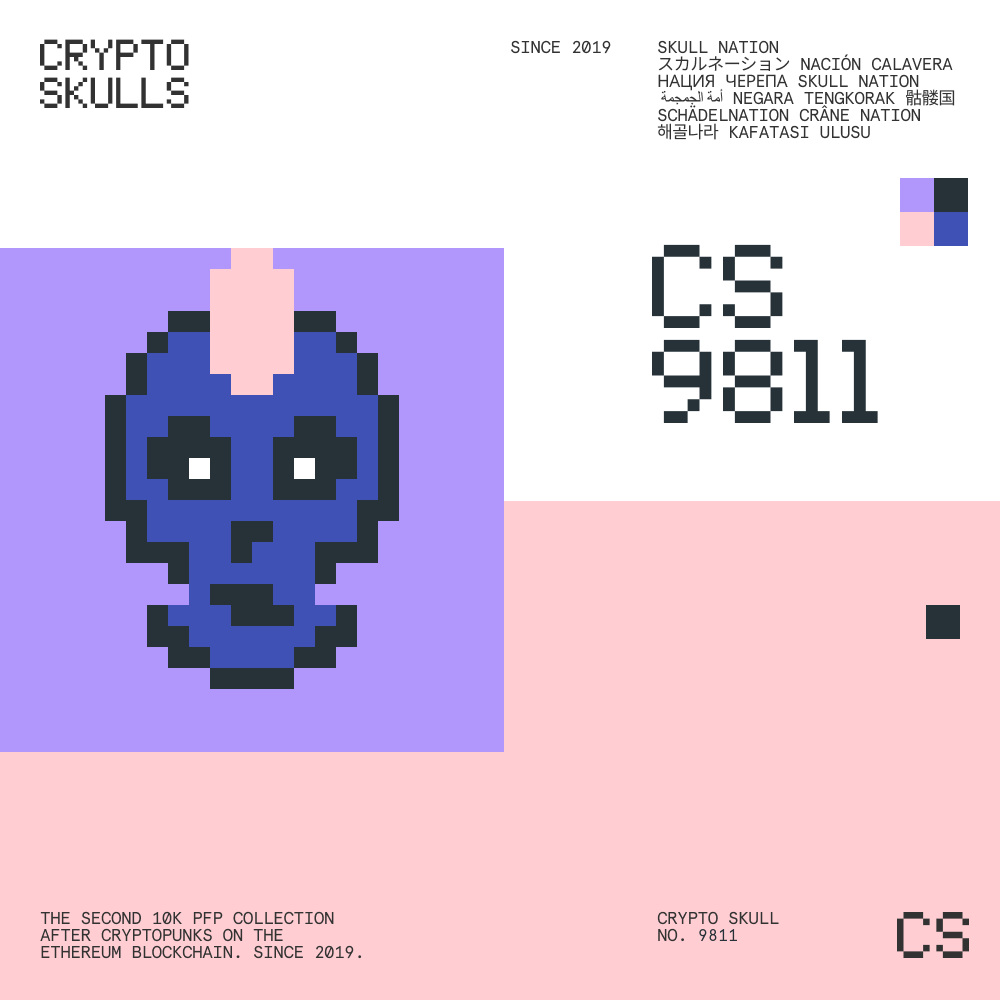 CRYPTO
SKULLS
SINCE 2019
SKULL NATION
スカルネーション NACIÓN CALAVERA
НАЦИЯ ЧЕРЕПА SKULL NATION
أمة الجمجمة NEGARA TENGKORAK 骷髅国
SCHÄDELNATION CRÂNE NATION
해골나라 KAFATASI ULUSU
CS
9811
THE SECOND 10K PFP COLLECTION
AFTER CRYPTOPUNKS ON THE
ETHEREUM BLOCKCHAIN. SINCE 2019.
CRYPTO SKULL
NO. 9811
CS